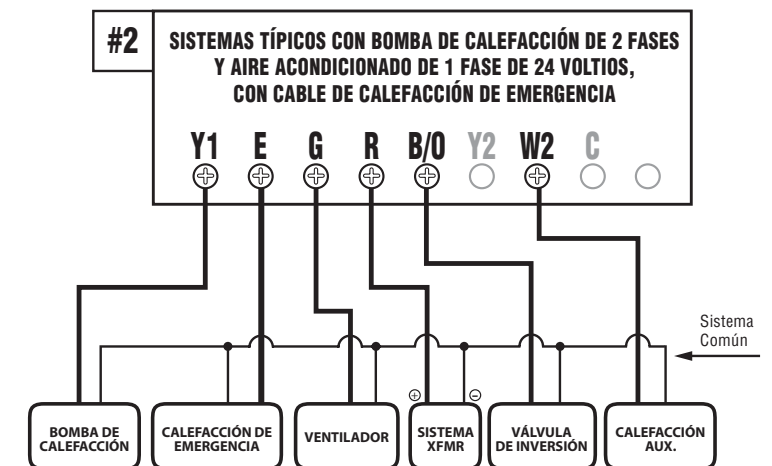 #2
SISTEMAS TÍPICOS CON BOMBA DE CALEFACCIÓN DE 2 FASES
Y AIRE ACONDICIONADO DE 1 FASE DE 24 VOLTIOS,
CON CABLE DE CALEFACCIÓN DE EMERGENCIA
Y1 E G R B/O Y2 W2 C
Sistema
Común
+ −
BOMBA DE
CALEFACCIÓN
CALEFACCIÓN DE
EMERGENCIA
VENTILADOR
SISTEMA
XFMR
VÁLVULA
DE INVERSIÓN
CALEFACCIÓN
AUX.